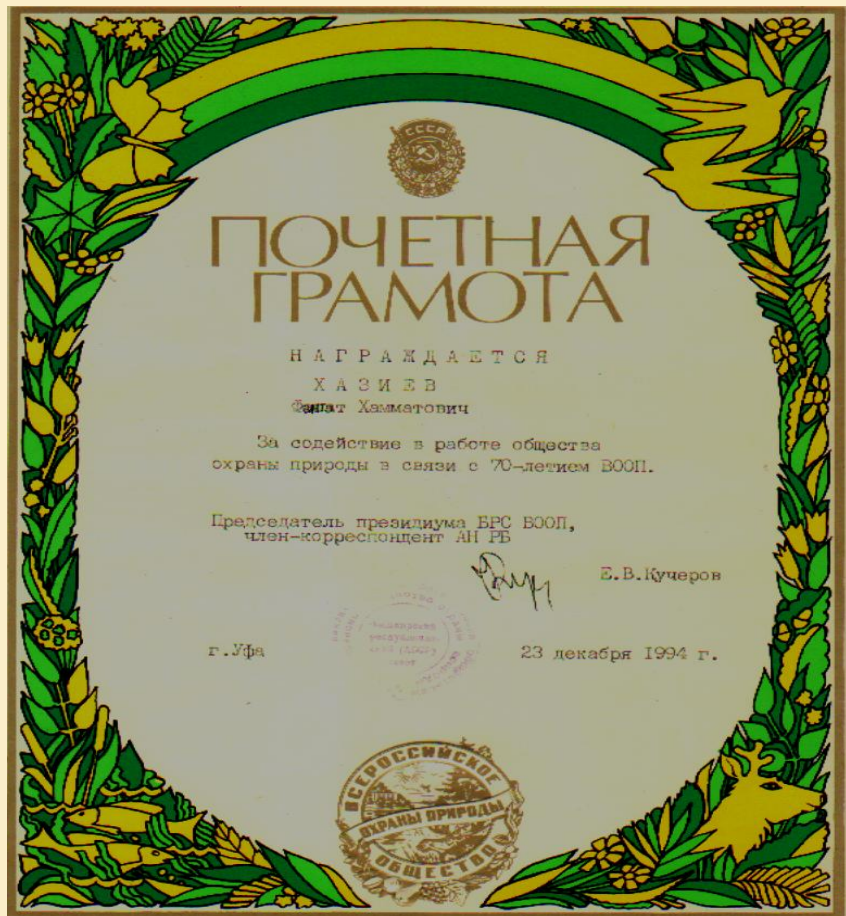 СССР
ПОЧЕТНАЯ
ГРАМОТА
НАГРАЖДАЕТСЯ
ХАЗИЕВ
Хамматович
За содействие в работе общества
охраны природы в связи с 70-летием ВООП.
Председатель президиума БРС ВООП,
член-корреспондент АН РБ
Е.В.Кучеров
г.Уфа
23 декабря 1994 г.
ВСЕРОССИЙСКОЕ
ОХРАНЫ ПРИРОДЫ
ОБЩЕСТВО